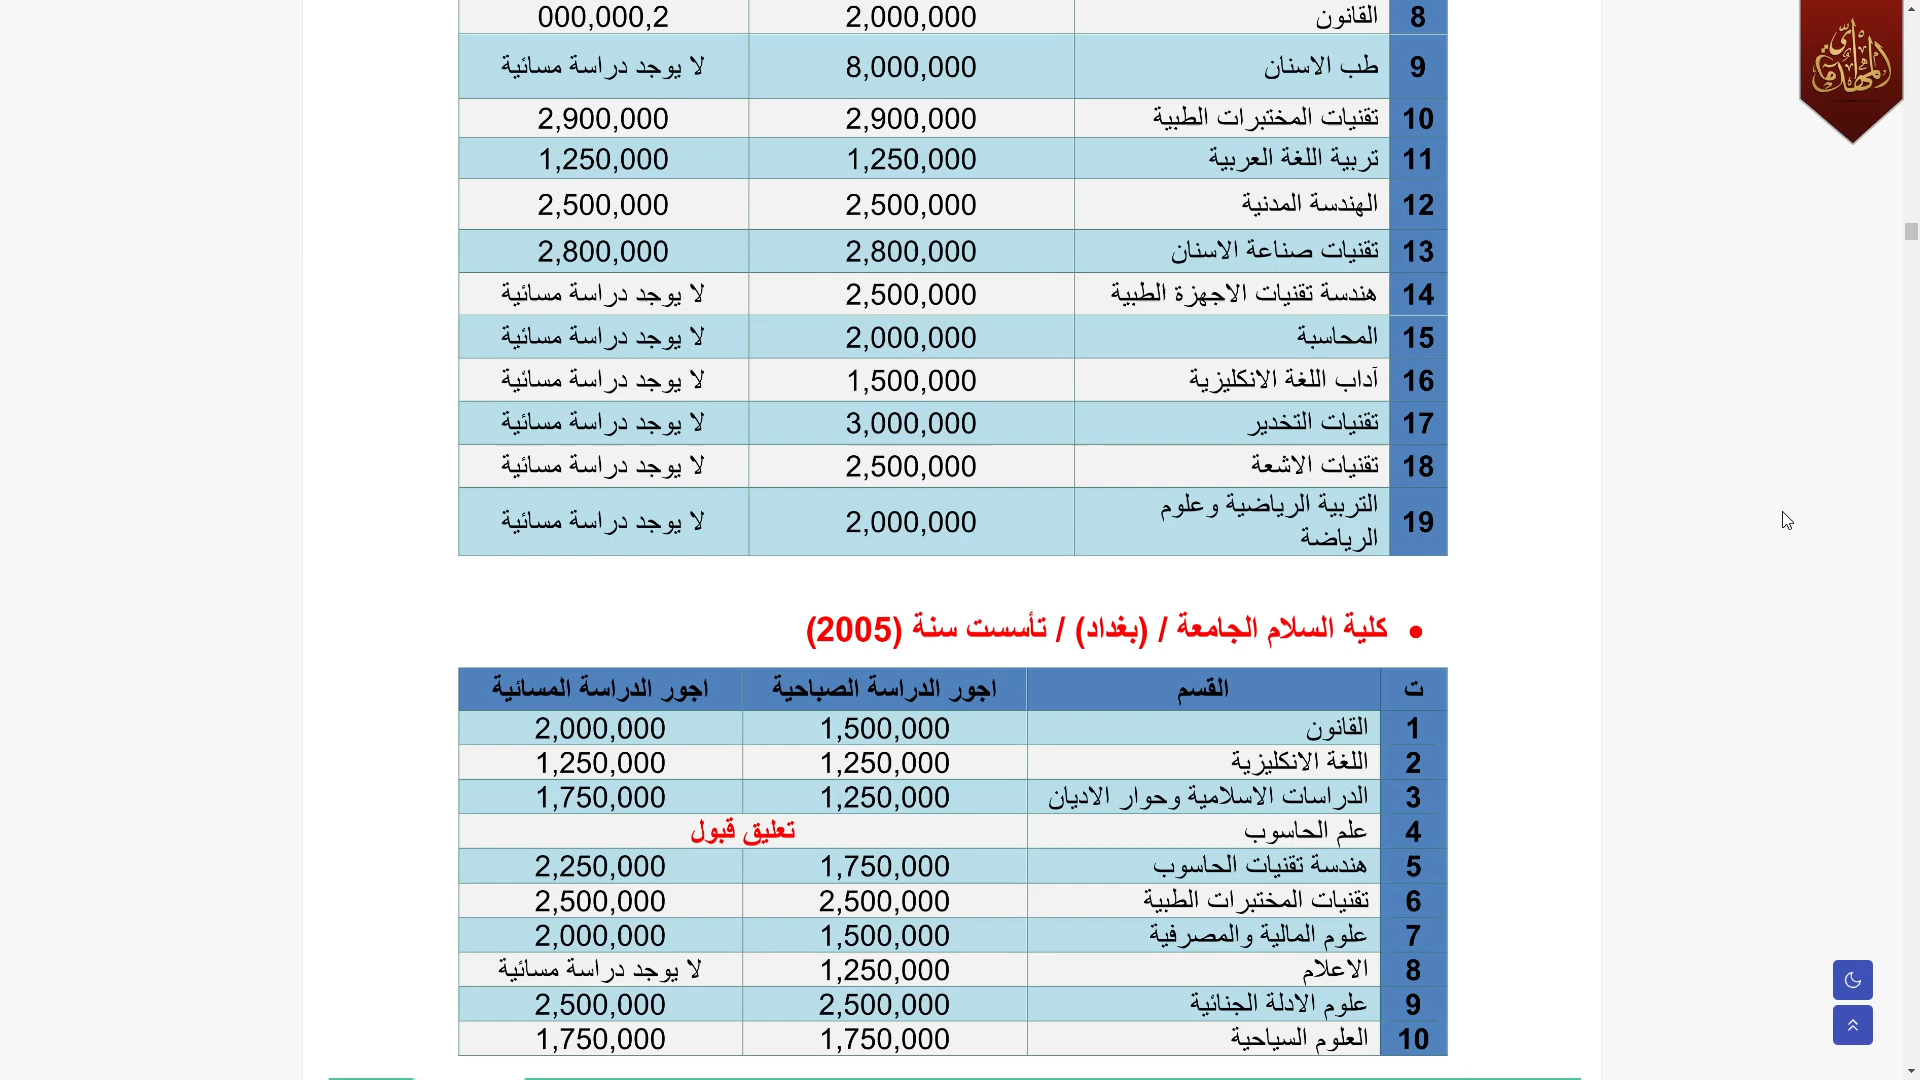 8 القانون 2,000,000 000,000,2
9 طب الاسنان 8,000,000 لا يوجد دراسة مسائية
10 تقنيات المختبرات الطبية 2,900,000 2,900,000
11 تربية اللغة العربية 1,250,000 1,250,000
12 الهندسة المدنية 2,500,000 2,500,000
13 تقنيات صناعة الاسنان 2,800,000 2,800,000
14 هندسة تقنيات الاجهزة الطبية 2,500,000 لا يوجد دراسة مسائية
15 المحاسبة 2,000,000 لا يوجد دراسة مسائية
16 آداب اللغة الانكليزية 1,500,000 لا يوجد دراسة مسائية
17 تقنيات التخدير 3,000,000 لا يوجد دراسة مسائية
18 تقنيات الاشعة 2,500,000 لا يوجد دراسة مسائية
19 التربية الرياضية وعلوم
الرياضة 2,000,000 لا يوجد دراسة مسائية
• كلية السلام الجامعة / (بغداد) / تأسست سنة (2005)
ت القسم اجور الدراسة الصباحية اجور الدراسة المسائية
1 القانون 1,500,000 2,000,000
2 اللغة الانكليزية 1,250,000 1,250,000
3 الدراسات الاسلامية وحوار الاديان 1,250,000 1,750,000
4 علم الحاسوب تعليق قبول
5 هندسة تقنيات الحاسوب 1,750,000 2,250,000
6 تقنيات المختبرات الطبية 2,500,000 2,500,000
7 علوم المالية والمصرفية 1,500,000 2,000,000
8 الاعلام 1,250,000 لا يوجد دراسة مسائية
9 علوم الادلة الجنائية 2,500,000 2,500,000
10 العلوم السياحية 1,750,000 1,750,000